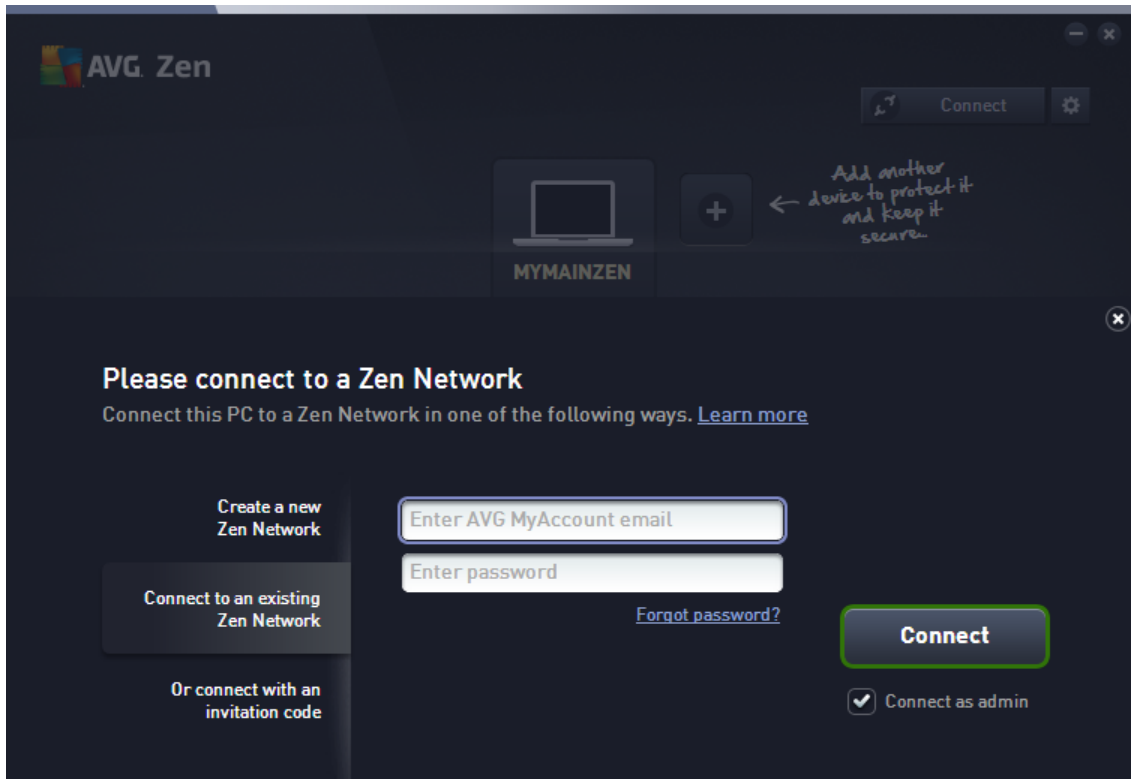 AVG. Zen
Connect
Add another
device to protect it
and keep it
secure...
MYMAINZEN
Please connect to a Zen Network
Connect this PC to a Zen Network in one of the following ways. Learn more
Create a new
Zen Network
Enter AVG MyAccount email
Enter password
Connect to an existing
Zen Network
Forgot password?
Connect
Or connect with an
invitation code
Connect as admin